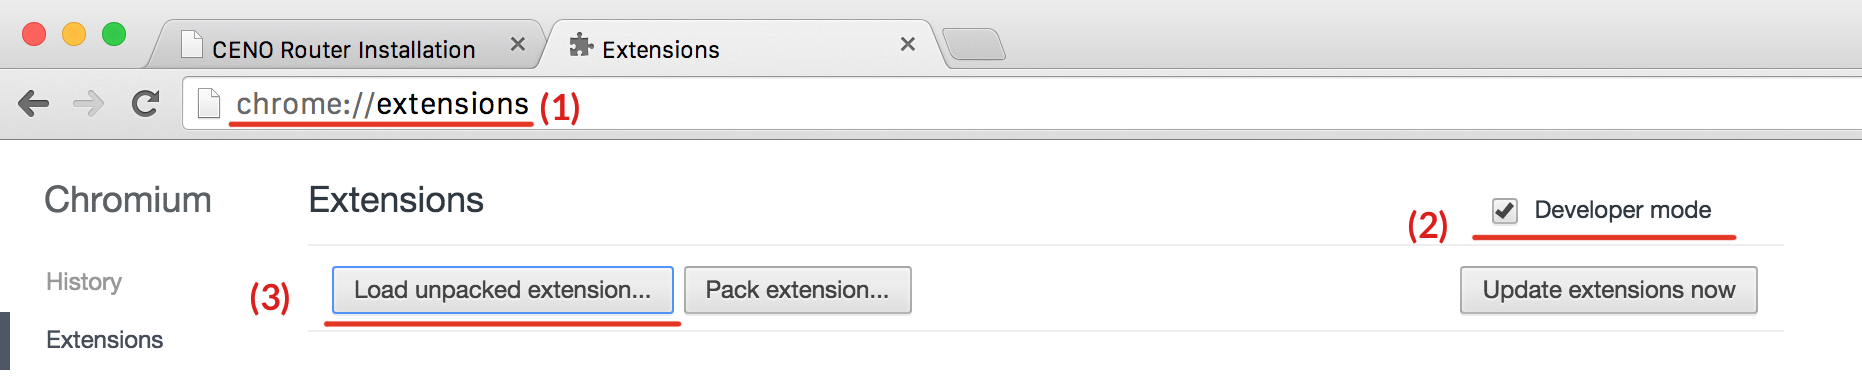 CENO Router Installation
Extensions
chrome://extensions (1)
Chromium
Extensions
(2) Developer mode
History
(3) Load unpacked extension... Pack extension... Update extensions now
Extensions